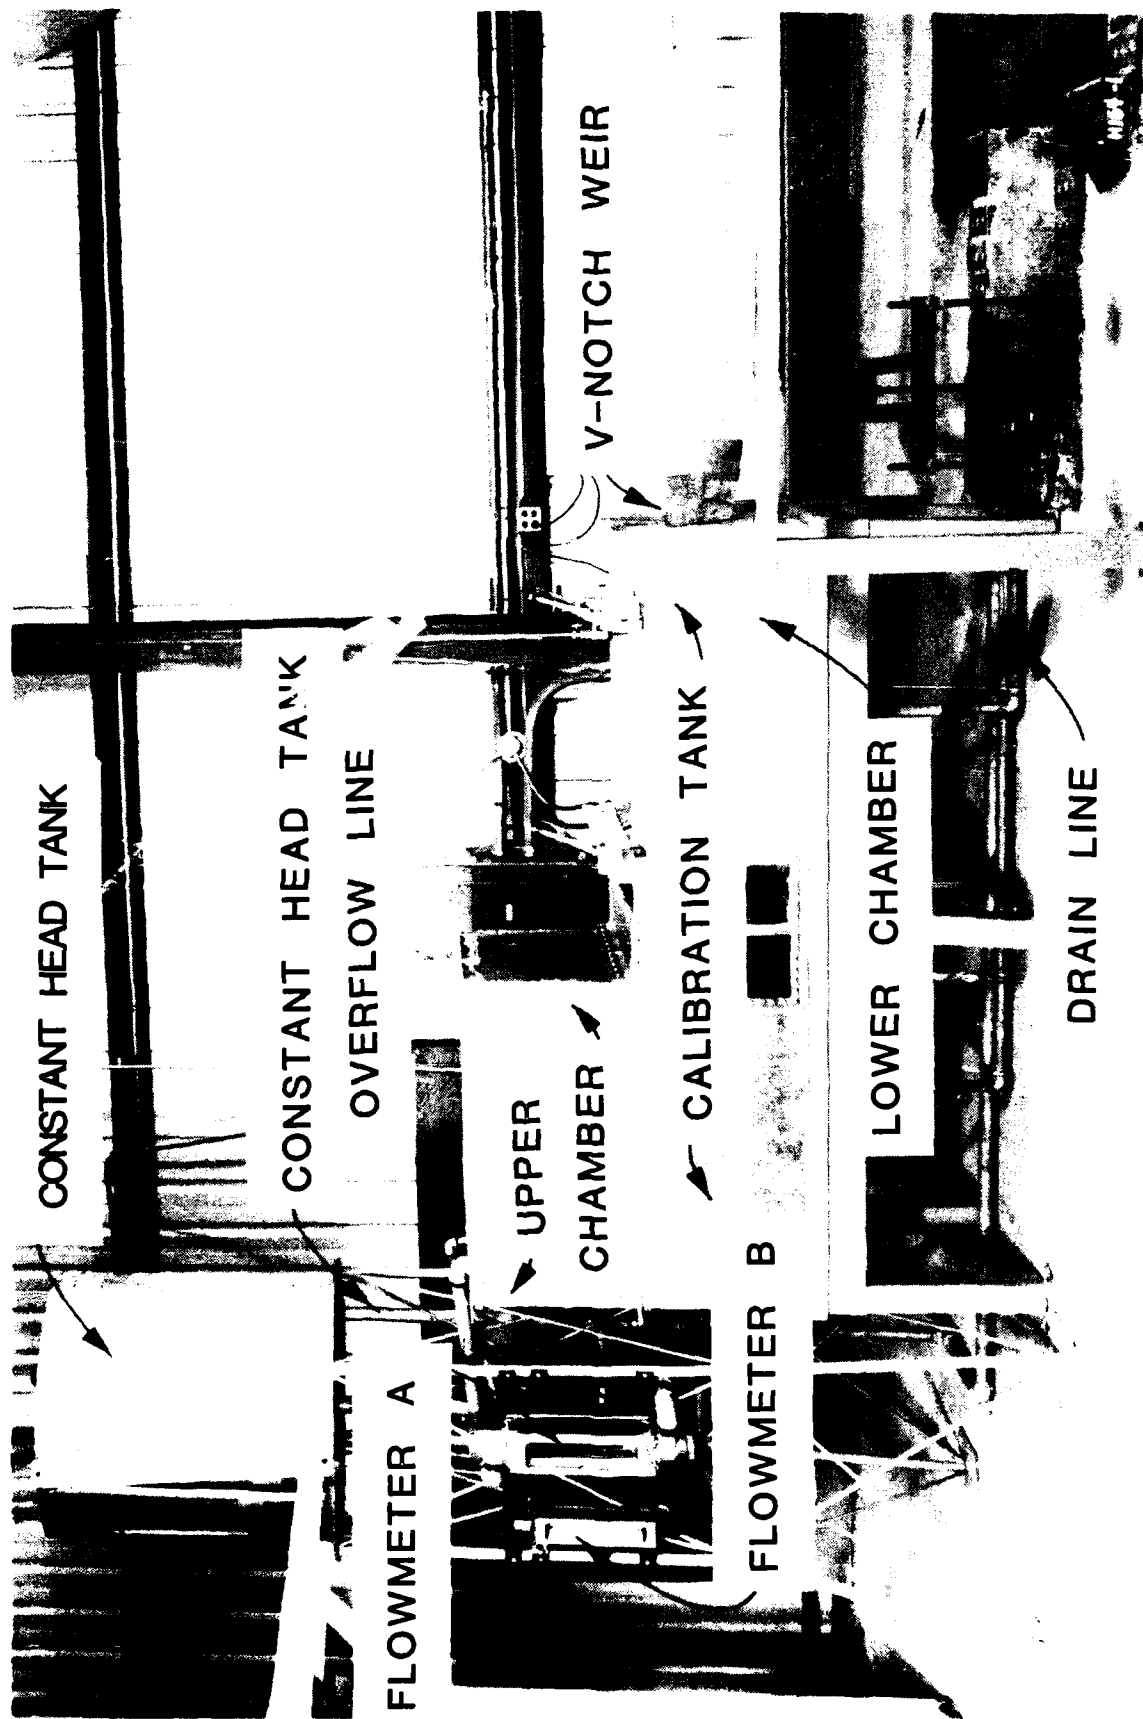 CONSTANT HEAD TANK
CONSTANT HEAD TANK
OVERFLOW LINE
FLOWMETER A
UPPER
CHAMBER
V-NOTCH WEIR
CALIBRATION TANK
FLOWMETER B
LOWER CHAMBER
DRAIN LINE